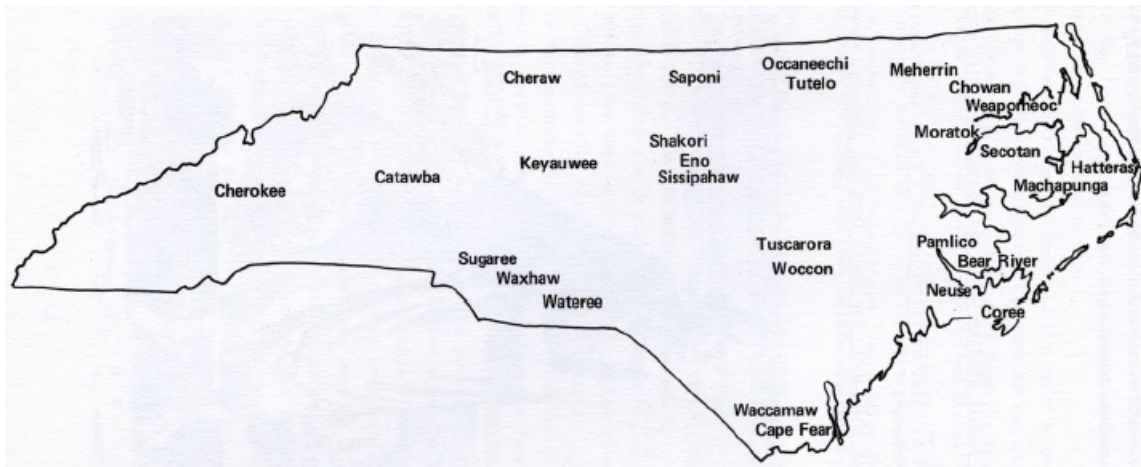 Occaneechi
Tutelo
Meherrin
Cheraw
Saponi
Chowan
Weapomeoc
Moratok
Shakori
Eno
Sissipahaw
Secotan
Keyauwee
Hatteras
Catawba
Cherokee
Machapunga
Tuscarora
Woccon
Pamlico
Bear River
Sugaree
Waxhaw
Wateree
Neuse
Coree
Waccamaw
Cape Fear